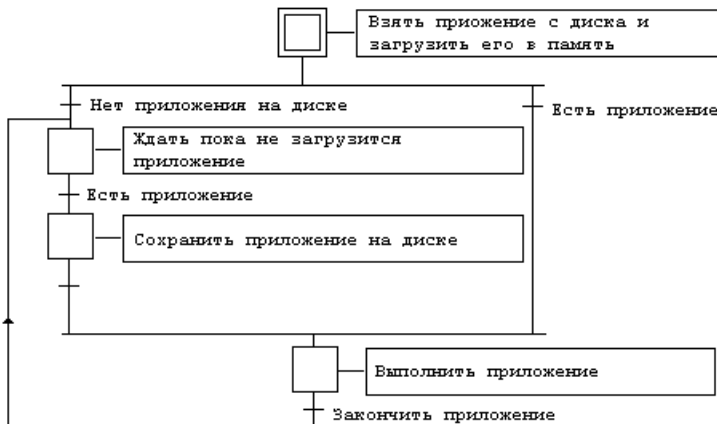 Взять приожение с диска и
загрузить его в память
Нет приложения на диске
Есть приложение
Ждать пока не загрузится
приложение
Есть приложение
Сохранить приложение на диске
Выполнить приложение
Закончить приложение